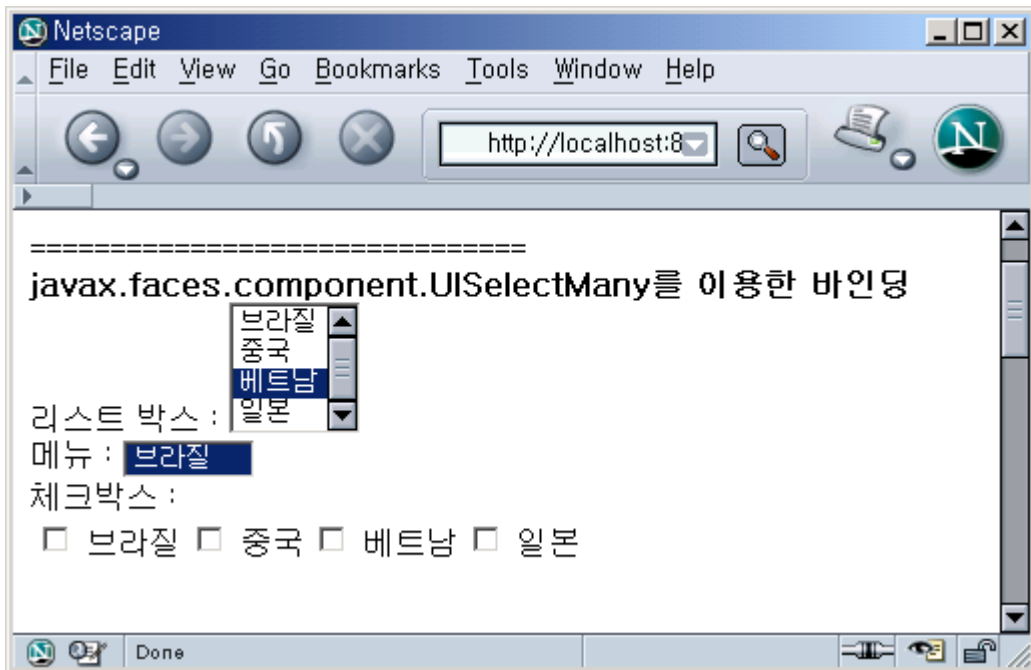 Netscape
File Edit View Go Bookmarks Tools Window Help
http://localhost:8
N
===============================
javax.faces.component.UISelectMany를 이용한 바인딩
브라질
중국
베트남
일본
리스트 박스 :
메뉴 : 브라질
체크박스 :
브라질 중국 베트남 일본
Done